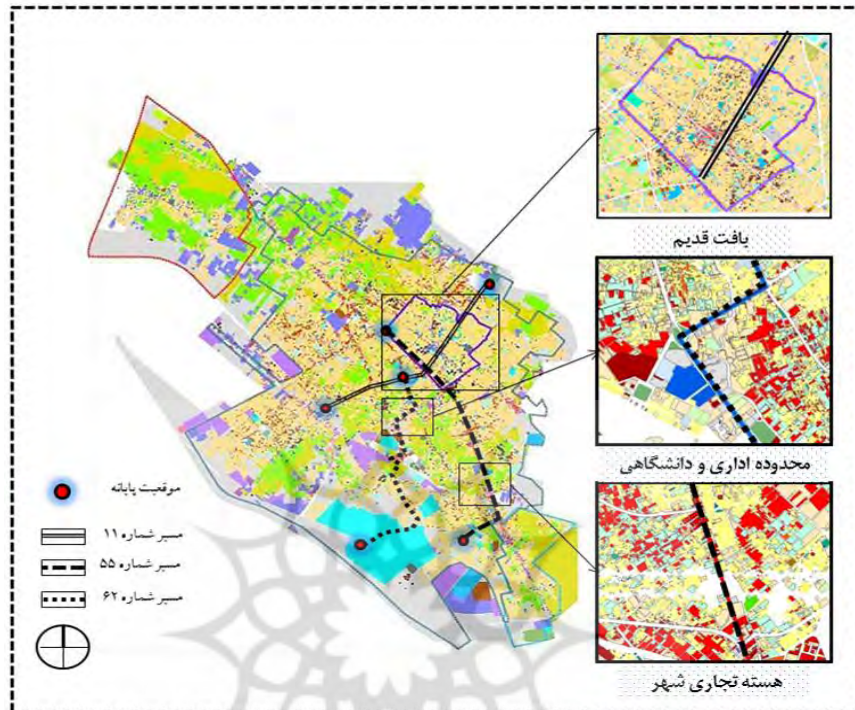 بافت قدیم
محدوده اداری و دانشگاهی
هسته تجاری شهر
موقعیت پایانه
مسیر شماره ۱۱
مسیر شماره ۵۵
مسیر شماره ۶۲